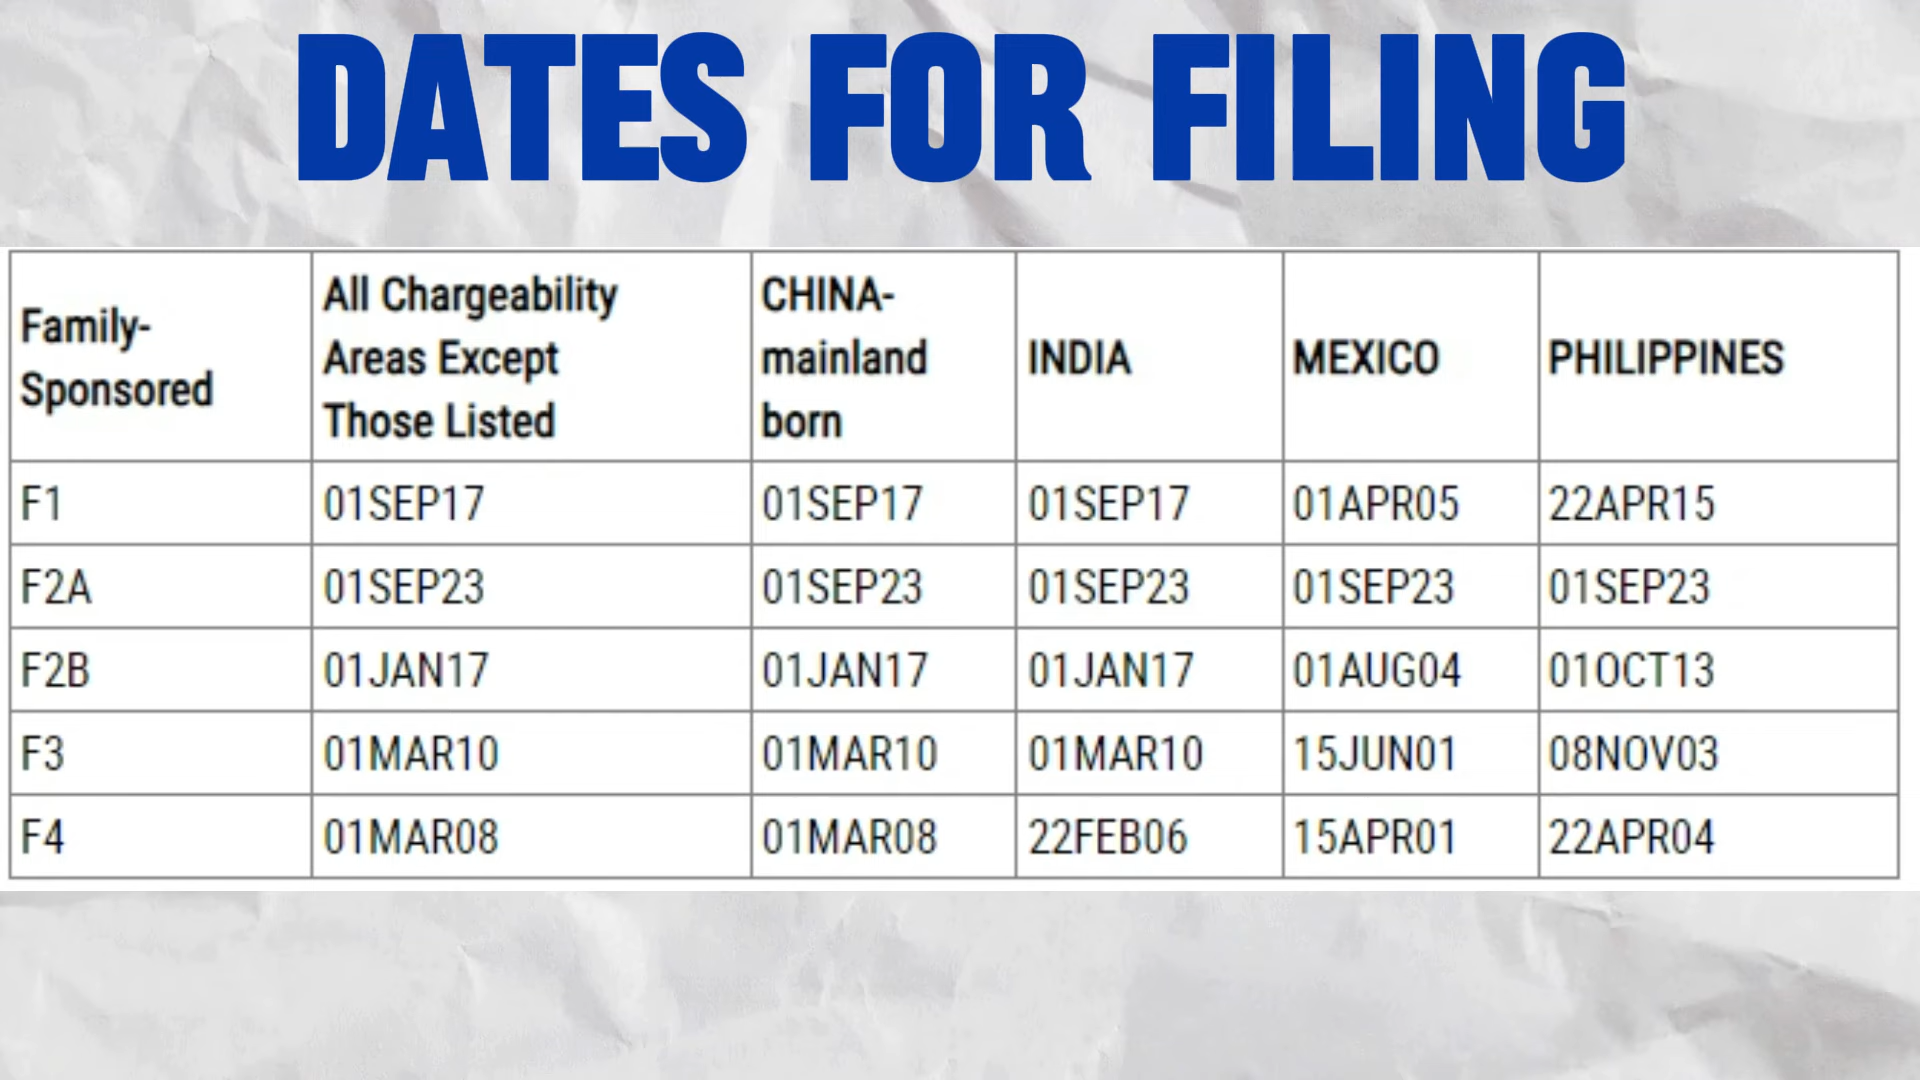 DATES FOR FILING
Family-
Sponsored
All Chargeability
Areas Except
Those Listed
CHINA-
mainland
born
INDIA
MEXICO
PHILIPPINES
F1 01SEP17 01SEP17 01SEP17 01APR05 22APR15
F2A 01SEP23 01SEP23 01SEP23 01SEP23 01SEP23
F2B 01JAN17 01JAN17 01JAN17 01AUG04 01OCT13
F3 01MAR10 01MAR10 01MAR10 15JUN01 08NOV03
F4 01MAR08 01MAR08 22FEB06 15APR01 22APR04